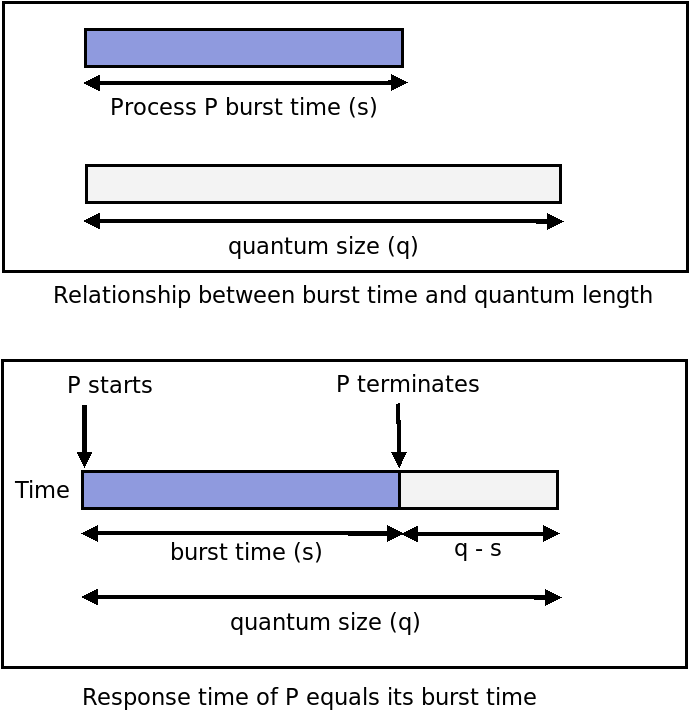 Process P burst time (s)
quantum size (q)
Relationship between burst time and quantum length
P starts
P terminates
Time
burst time (s)
q - s
quantum size (q)
Response time of P equals its burst time